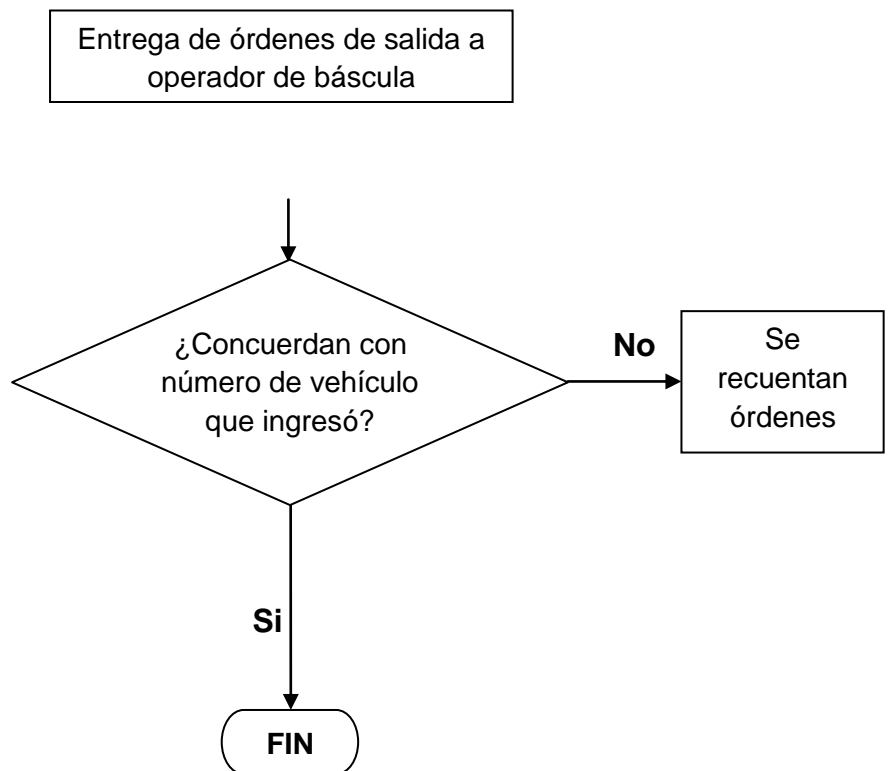 Entrega de órdenes de salida a
operador de báscula
¿Concuerdan con
número de vehículo
que ingresó?
No
Se
recuentan
órdenes
Si
FIN